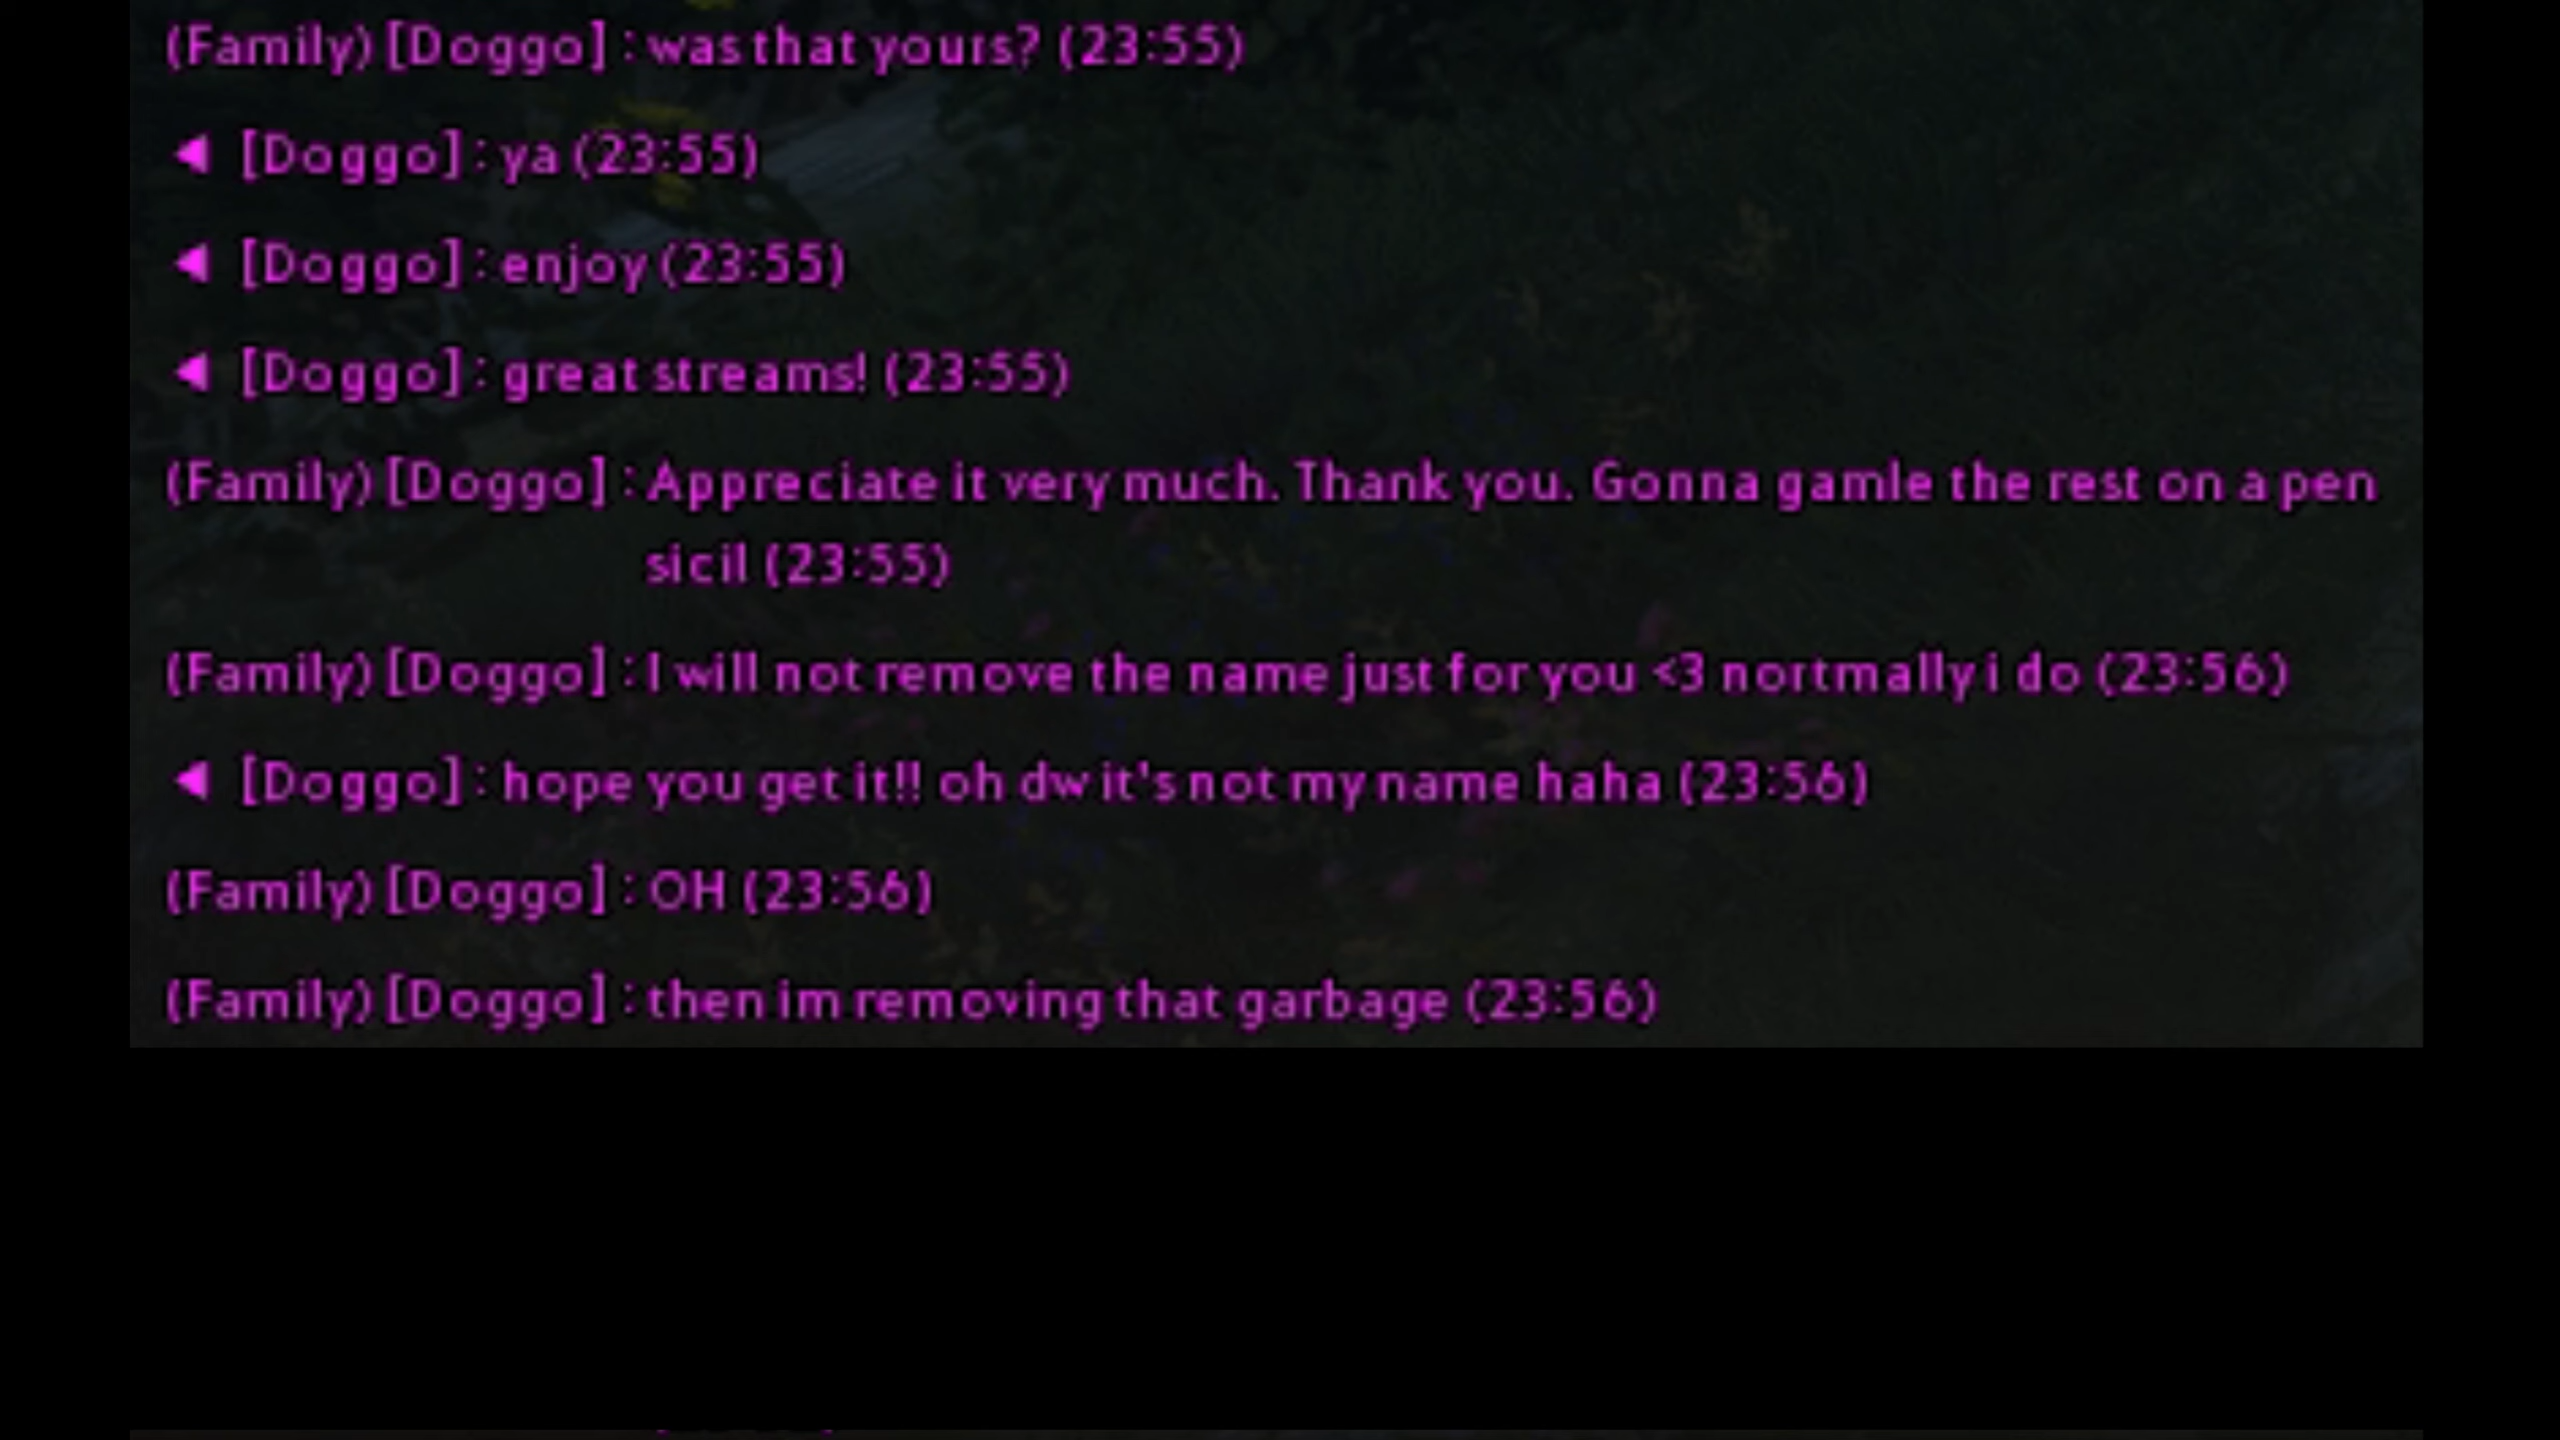 (Family) [Doggo] : was that yours? (23:55)
◀ [Doggo] : ya (23:55)
◀ [Doggo] : enjoy (23:55)
◀ [Doggo] : great streams! (23:55)
(Family) [Doggo] : Appreciate it very much. Thank you. Gonna gamle the rest on a pen
sicil (23:55)
(Family) [Doggo] : I will not remove the name just for you <3 nortmally i do (23:56)
◀ [Doggo] : hope you get it!! oh dw it's not my name haha (23:56)
(Family) [Doggo] : OH (23:56)
(Family) [Doggo] : then im removing that garbage (23:56)